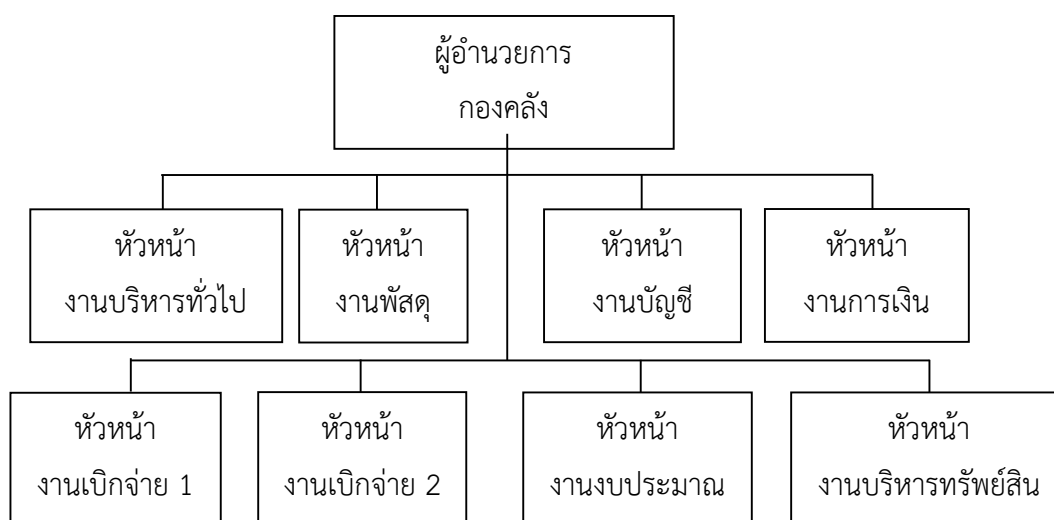 ผู้อำนวยการ
กองคลัง
หัวหน้า
งานบริหารทั่วไป
หัวหน้า
งานพัสดุ
หัวหน้า
งานบัญชี
หัวหน้า
งานการเงิน
หัวหน้า
งานเบิกจ่าย 1
หัวหน้า
งานเบิกจ่าย 2
หัวหน้า
งานงบประมาณ
หัวหน้า
งานบริหารทรัพย์สิน